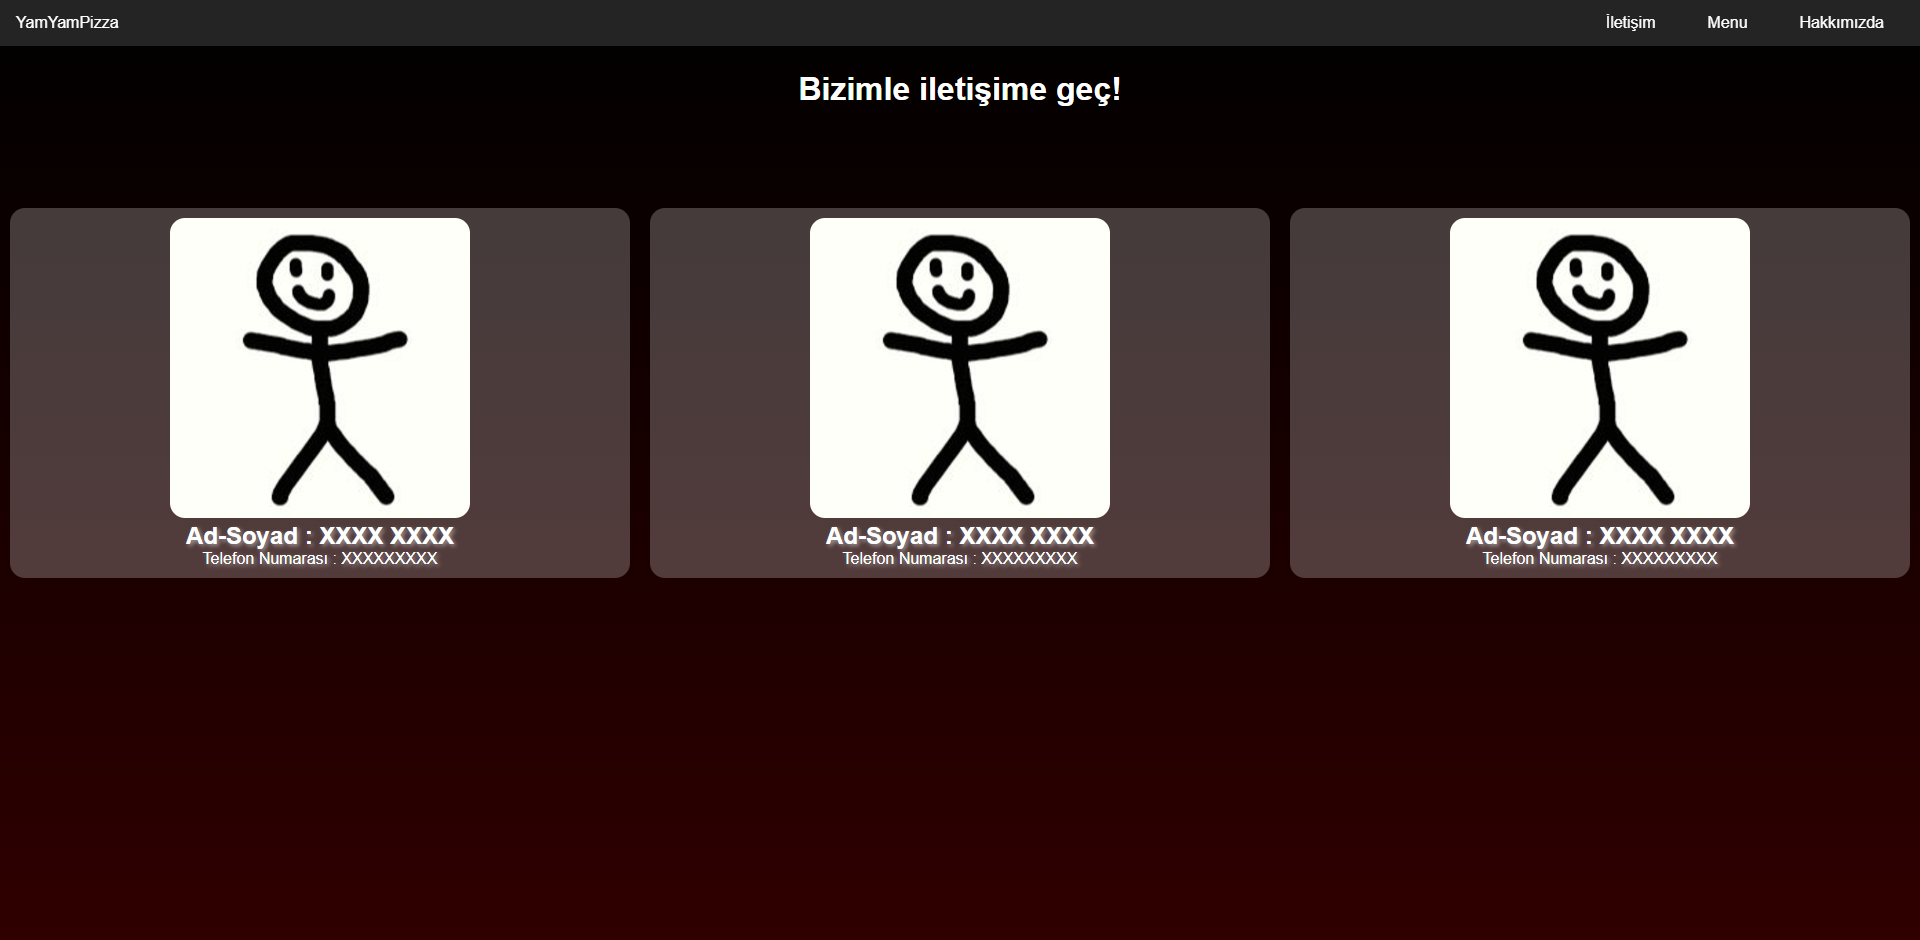 YamYamPizza
İletişim Menu Hakkımızda
Bizimle iletişime geç!
Ad-Soyad : XXXX XXXX
Telefon Numarası : XXXXXXXXX
Ad-Soyad : XXXX XXXX
Telefon Numarası : XXXXXXXXX
Ad-Soyad : XXXX XXXX
Telefon Numarası : XXXXXXXXX